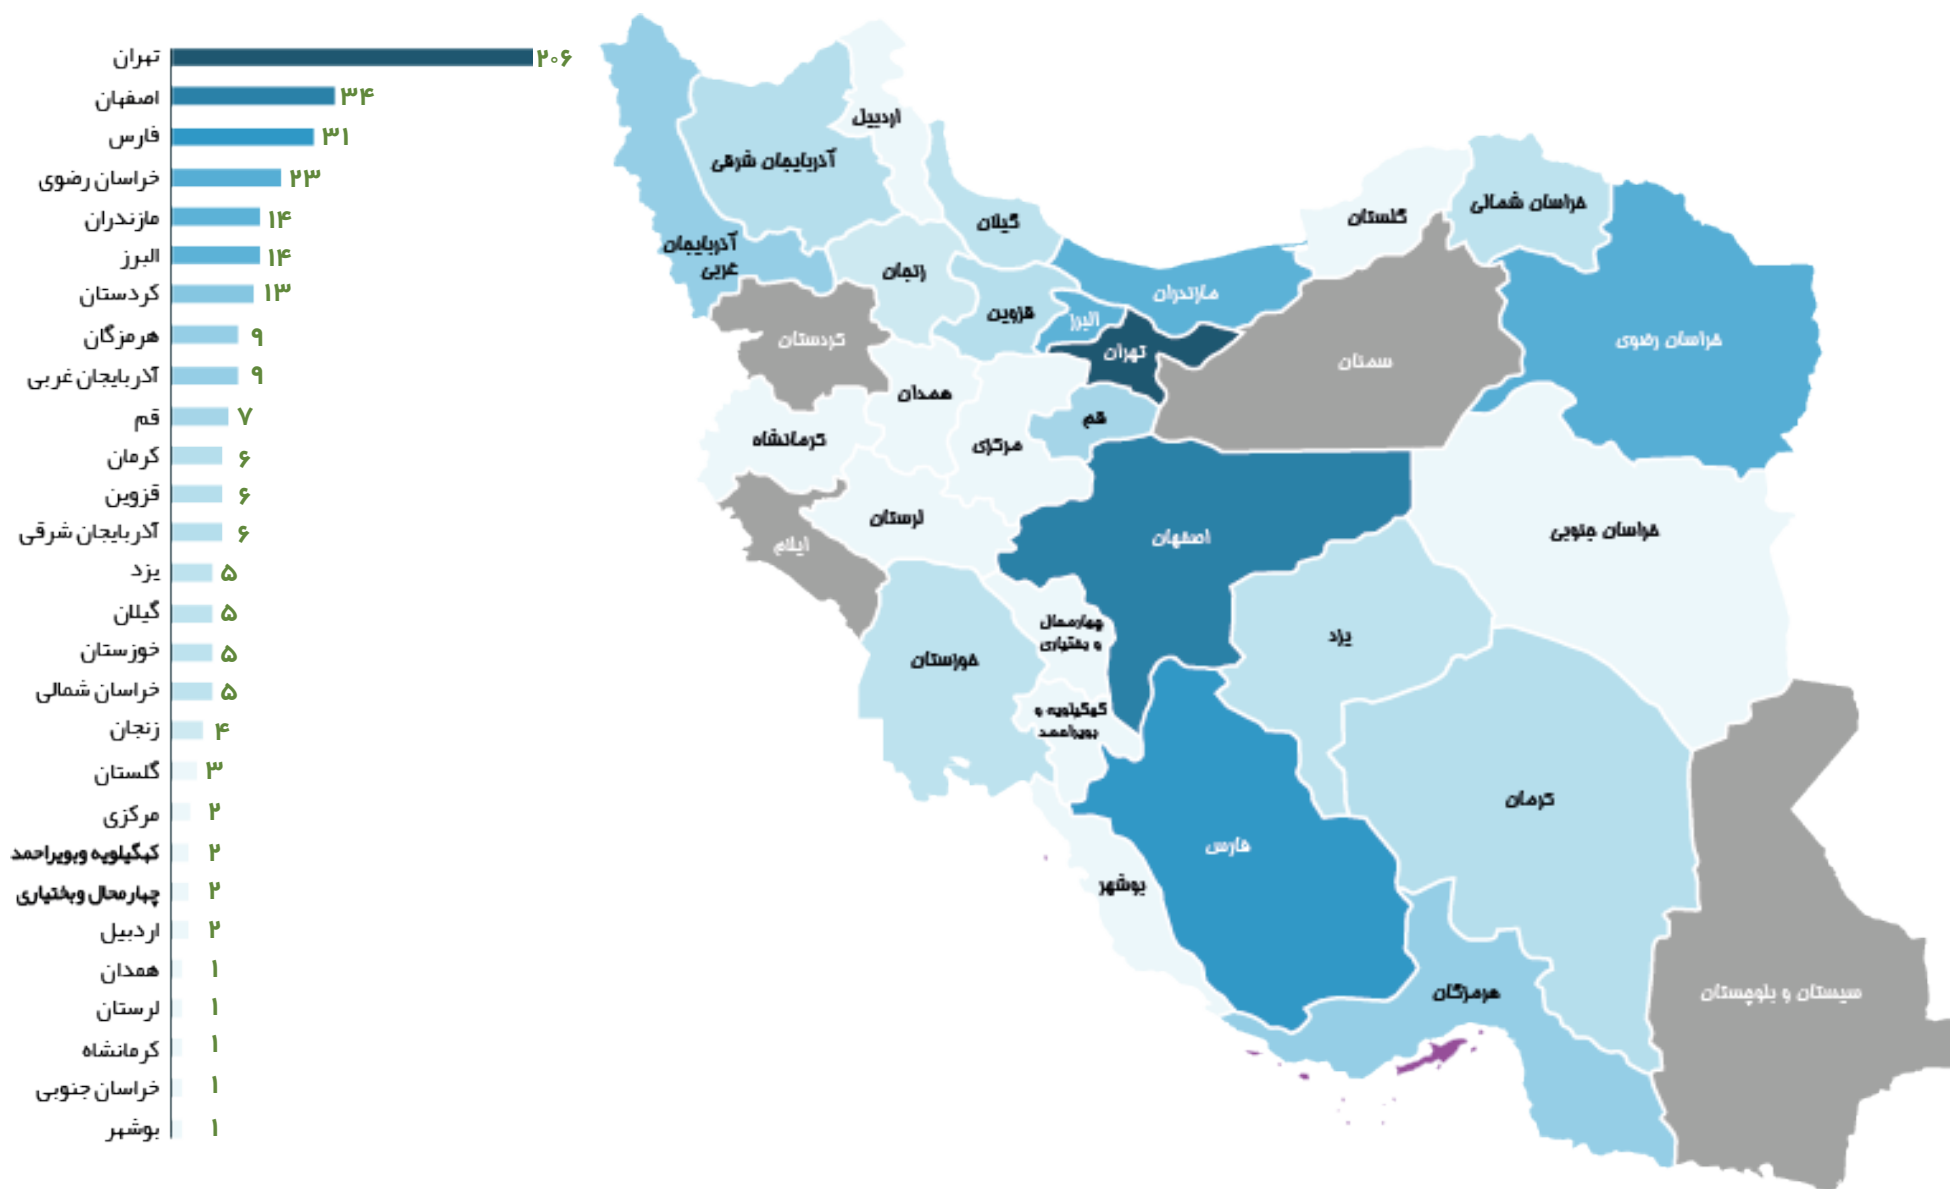 تهران ۲۰۶
اصفهان ۳۴
فارس ۳۱
خراسان رضوی ۲۳
مازندران ۱۴
البرز ۱۴
کردستان ۱۳
هرمزگان ۹
آذربایجان غربی ۹
قم ۷
کرمان ۶
قزوین ۶
آذربایجان شرقی ۶
یزد ۵
گیلان ۵
خوزستان ۵
خراسان شمالی ۵
زنجان ۴
گلستان ۳
مرکزی ۲
کهگیلویه وبویراحمد ۲
چهارمحال وبختیاری ۲
اردبیل ۲
همدان ۱
لرستان ۱
کرمانشاه ۱
خراسان جنوبی ۱
بوشهر ۱
اردبیل
آذربایجان شرقی
خراسان شمالی
گلستان
گیلان
آذربایجان
غربی
زنجان
مازندران
قزوین
البرز
خراسان رضوی
کردستان
تهران
سمنان
همدان
قم
کرمانشاه
مرکزی
لرستان
خراسان جنوبی
اصفهان
ایلام
چهارمحال
و بختیاری
یزد
خوزستان
کهگیلویه و
بویراحمد
کرمان
فارس
بوشهر
هرمزگان
سیستان و بلوچستان